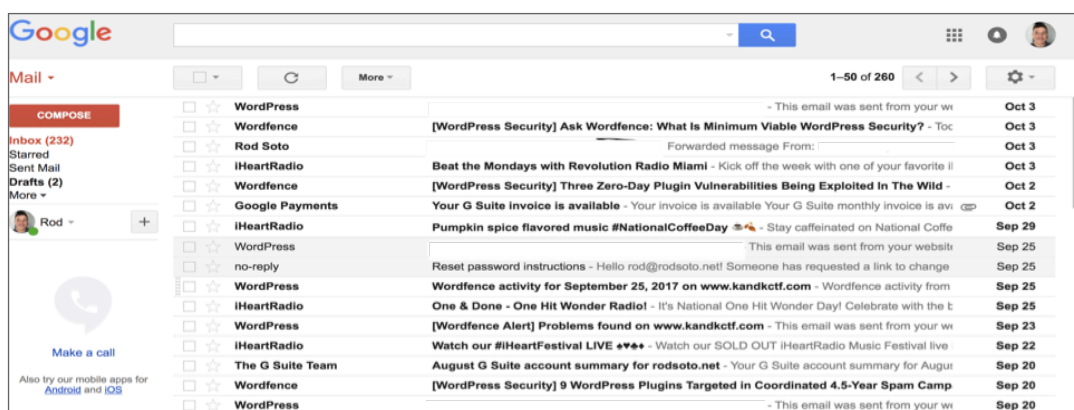 Google
Mail
More
1–50 of 260
COMPOSE
Inbox (232)
Starred
Sent Mail
Drafts (2)
More
Rod
Make a call
Also try our mobile apps for
Android and iOS
WordPress - This email was sent from your we Oct 3
Wordfence [WordPress Security] Ask Wordfence: What Is Minimum Viable WordPress Security? - Toc Oct 3
Rod Soto Forwarded message From: Oct 3
iHeartRadio Beat the Mondays with Revolution Radio Miami - Kick off the week with one of your favorite il Oct 3
Wordfence [WordPress Security] Three Zero-Day Plugin Vulnerabilities Being Exploited In The Wild - Oct 2
Google Payments Your G Suite invoice is available - Your invoice is available Your G Suite monthly invoice is ava Oct 2
iHeartRadio Pumpkin spice flavored music #NationalCoffeeDay ☕🍂 - Stay caffeinated on National Coffe Sep 29
WordPress This email was sent from your website Sep 25
no-reply Reset password instructions - Hello rod@rodsoto.net! Someone has requested a link to change Sep 25
WordPress Wordfence activity for September 25, 2017 on www.kandkctf.com - Wordfence activity from Sep 25
iHeartRadio One & Done - One Hit Wonder Radio! - It's National One Hit Wonder Day! Celebrate with the b Sep 25
WordPress [Wordfence Alert] Problems found on www.kandkctf.com - This email was sent from your we Sep 23
iHeartRadio Watch our #iHeartFestival LIVE ♠♥♣♦ - Watch our SOLD OUT iHeartRadio Music Festival live Sep 22
The G Suite Team August G Suite account summary for rodsoto.net - Your G Suite account summary for Augus Sep 20
Wordfence [WordPress Security] 9 WordPress Plugins Targeted in Coordinated 4.5-Year Spam Camp Sep 20
WordPress - This email was sent from your we Sep 20